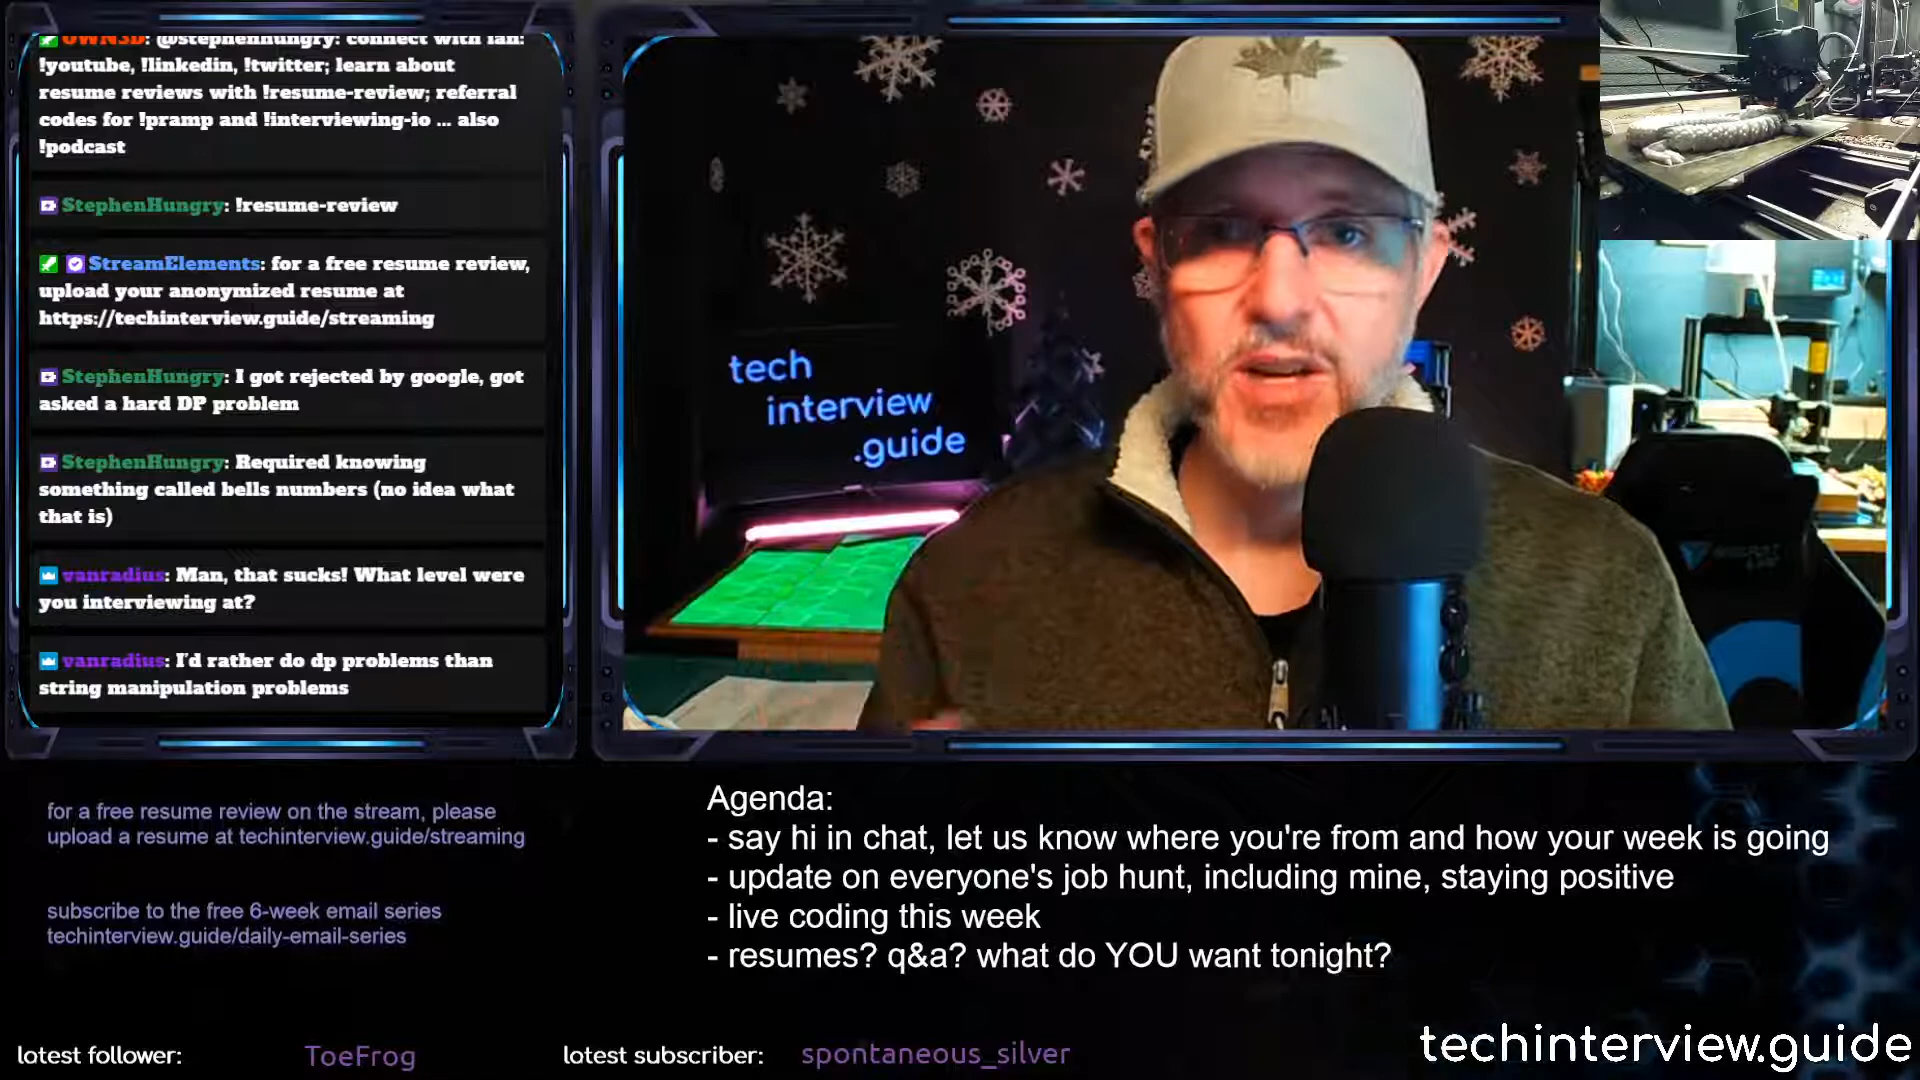 OWN3D: @stephenhungry: connect with ian:
!youtube, !linkedin, !twitter; learn about
resume reviews with !resume-review; referral
codes for !pramp and !interviewing-io ... also
!podcast
StephenHungry: !resume-review
StreamElements: for a free resume review,
upload your anonymized resume at
https://techinterview.guide/streaming
StephenHungry: I got rejected by google, got
asked a hard DP problem
StephenHungry: Required knowing
something called bells numbers (no idea what
that is)
vanradius: Man, that sucks! What level were
you interviewing at?
vanradius: I'd rather do dp problems than
string manipulation problems
tech
interview
.guide
for a free resume review on the stream, please
upload a resume at techinterview.guide/streaming
subscribe to the free 6-week email series
techinterview.guide/daily-email-series
Agenda:
- say hi in chat, let us know where you're from and how your week is going
- update on everyone's job hunt, including mine, staying positive
- live coding this week
- resumes? q&a? what do YOU want tonight?
latest follower: ToeFrog
latest subscriber: spontaneous_silver
techinterview.guide